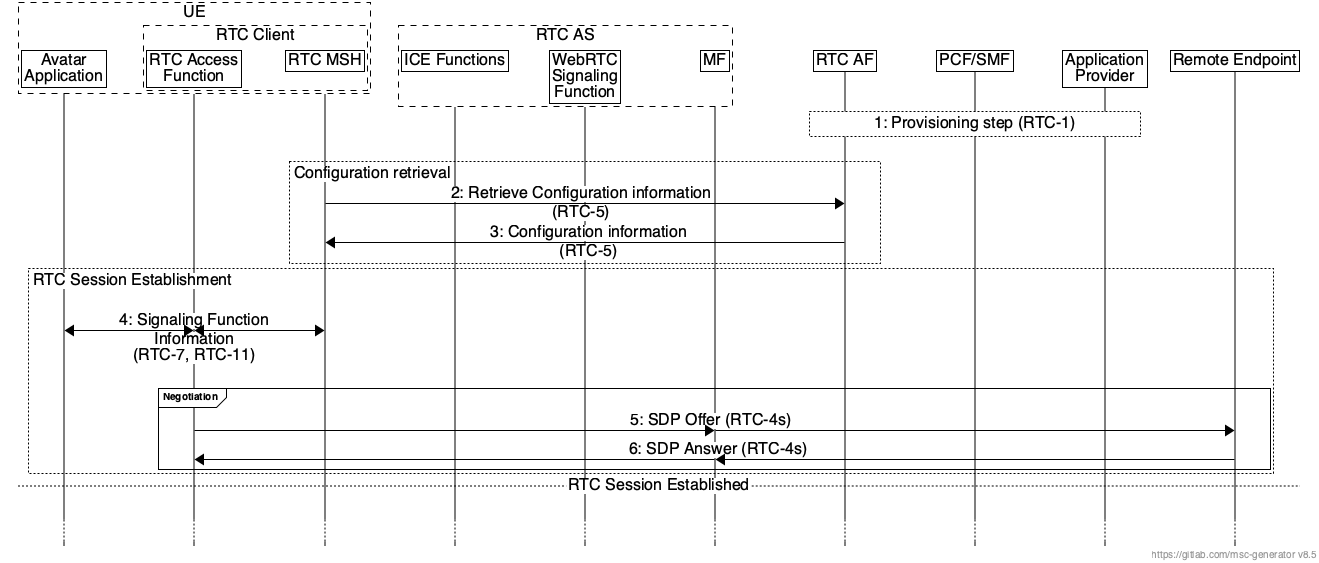 UE
RTC Client
RTC AS
Avatar
Application
RTC Access
Function
RTC MSH
ICE Functions
WebRTC
Signaling
Function
MF
RTC AF
PCF/SMF
Application
Provider
Remote Endpoint
1: Provisioning step (RTC-1)
Configuration retrieval
2: Retrieve Configuration information
(RTC-5)
3: Configuration information
(RTC-5)
RTC Session Establishment
4: Signaling Function
Information
(RTC-7, RTC-11)
Negotiation
5: SDP Offer (RTC-4s)
6: SDP Answer (RTC-4s)
RTC Session Established
https://gitlab.com/msc-generator v8.5